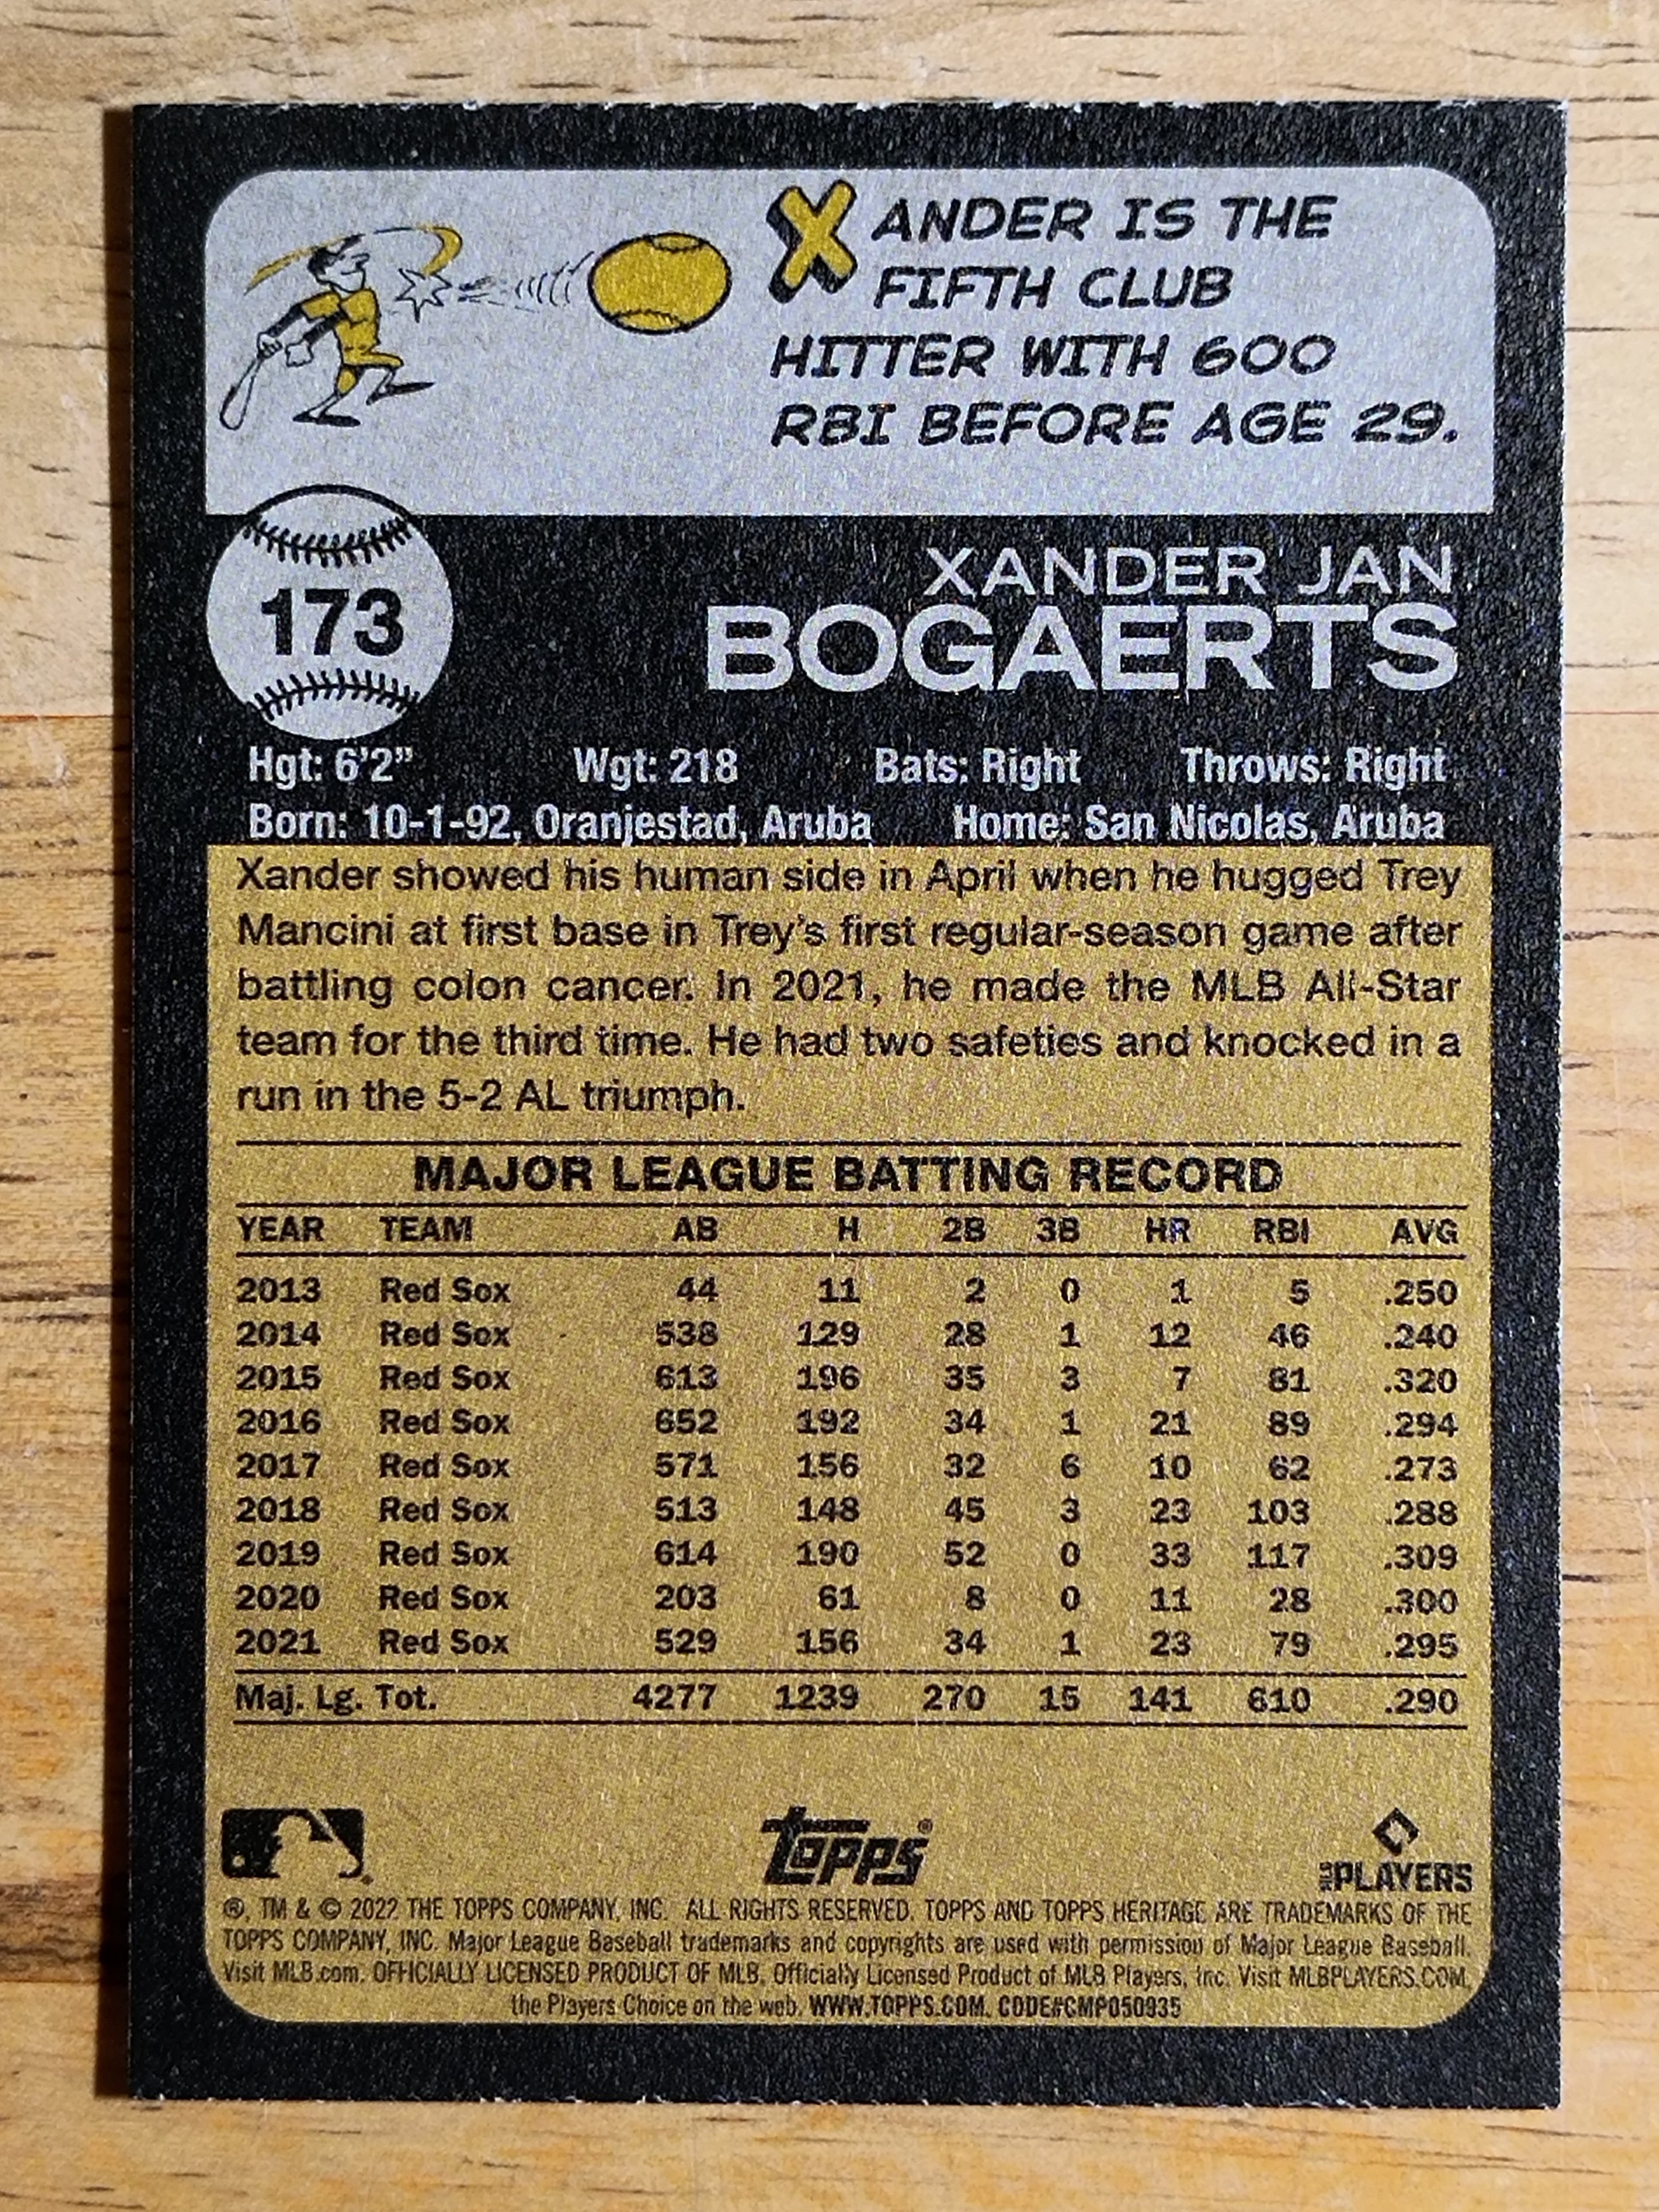 XANDER IS THE
FIFTH CLUB
HITTER WITH 600
RBI BEFORE AGE 29.
173
XANDER JAN
BOGAERTS
Hgt: 6'2" Wgt: 218 Bats: Right Throws: Right
Born: 10-1-92, Oranjestad, Aruba Home: San Nicolas, Aruba
Xander showed his human side in April when he hugged Trey
Mancini at first base in Trey's first regular-season game after
battling colon cancer. In 2021, he made the MLB All-Star
team for the third time. He had two safeties and knocked in a
run in the 5-2 AL triumph.
MAJOR LEAGUE BATTING RECORD
YEAR TEAM AB H 2B 3B HR RBI AVG
2013 Red Sox 44 11 2 0 1 5 .250
2014 Red Sox 538 129 28 1 12 46 .240
2015 Red Sox 613 196 35 3 7 81 .320
2016 Red Sox 652 192 34 1 21 89 .294
2017 Red Sox 571 156 32 6 10 62 .273
2018 Red Sox 513 148 45 3 23 103 .288
2019 Red Sox 614 190 52 0 33 117 .309
2020 Red Sox 203 61 8 0 11 28 .300
2021 Red Sox 529 156 34 1 23 79 .295
Maj. Lg. Tot. 4277 1239 270 15 141 610 .290
topps®
MLB PLAYERS
®, TM & © 2022 THE TOPPS COMPANY, INC. ALL RIGHTS RESERVED. TOPPS AND TOPPS HERITAGE ARE TRADEMARKS OF THE
TOPPS COMPANY, INC. Major League Baseball trademarks and copyrights are used with permission of Major League Baseball.
Visit MLB.com. OFFICIALLY LICENSED PRODUCT OF MLB. Officially Licensed Product of MLB Players, Inc. Visit MLBPLAYERS.COM,
the Players Choice on the web. WWW.TOPPS.COM. CODE#CMP050935